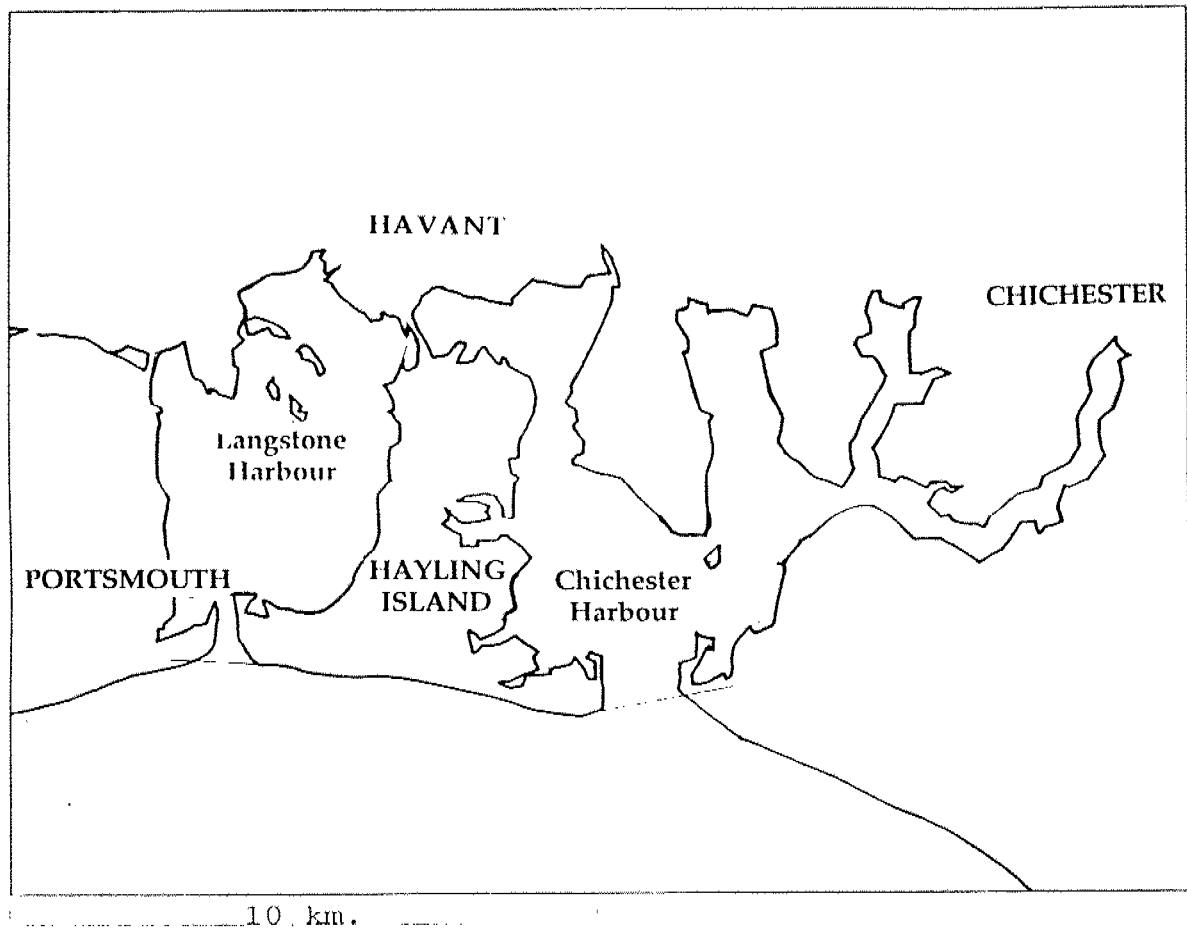 HAVANT
CHICHESTER
Langstone
Harbour
PORTSMOUTH
HAYLING
ISLAND
Chichester
Harbour
10 km.